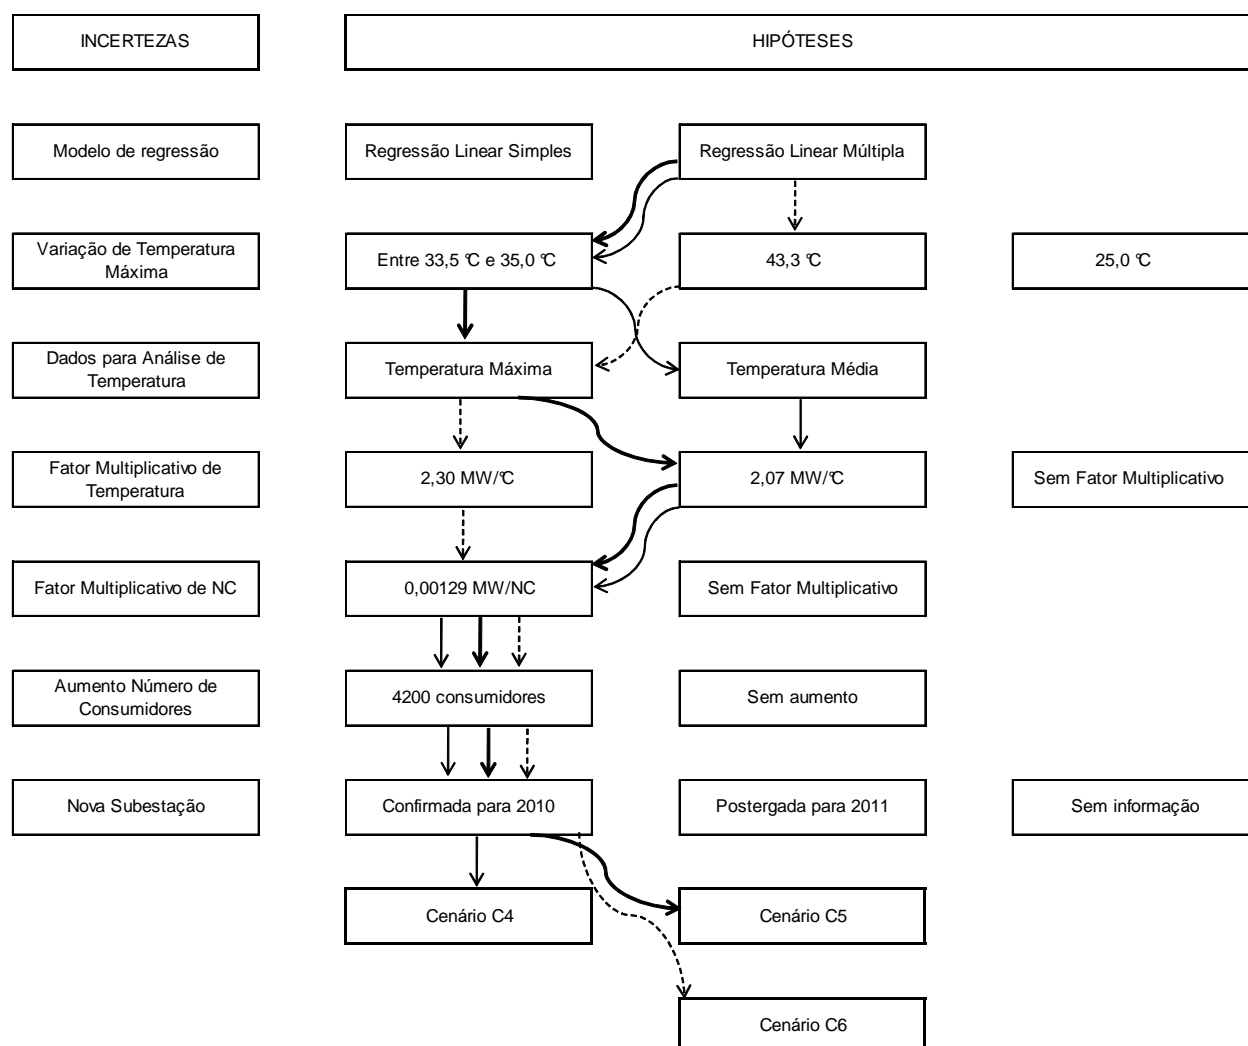 INCERTEZAS
HIPÓTESES
Modelo de regressão
Regressão Linear Simples
Regressão Linear Múltipla
Variação de Temperatura
Máxima
Entre 33,5 °C e 35,0 °C
43,3 °C
25,0 °C
Dados para Análise de
Temperatura
Temperatura Máxima
Temperatura Média
Fator Multiplicativo de
Temperatura
2,30 MW/°C
2,07 MW/°C
Sem Fator Multiplicativo
Fator Multiplicativo de NC
0,00129 MW/NC
Sem Fator Multiplicativo
Aumento Número de
Consumidores
4200 consumidores
Sem aumento
Nova Subestação
Confirmada para 2010
Postergada para 2011
Sem informação
Cenário C4
Cenário C5
Cenário C6